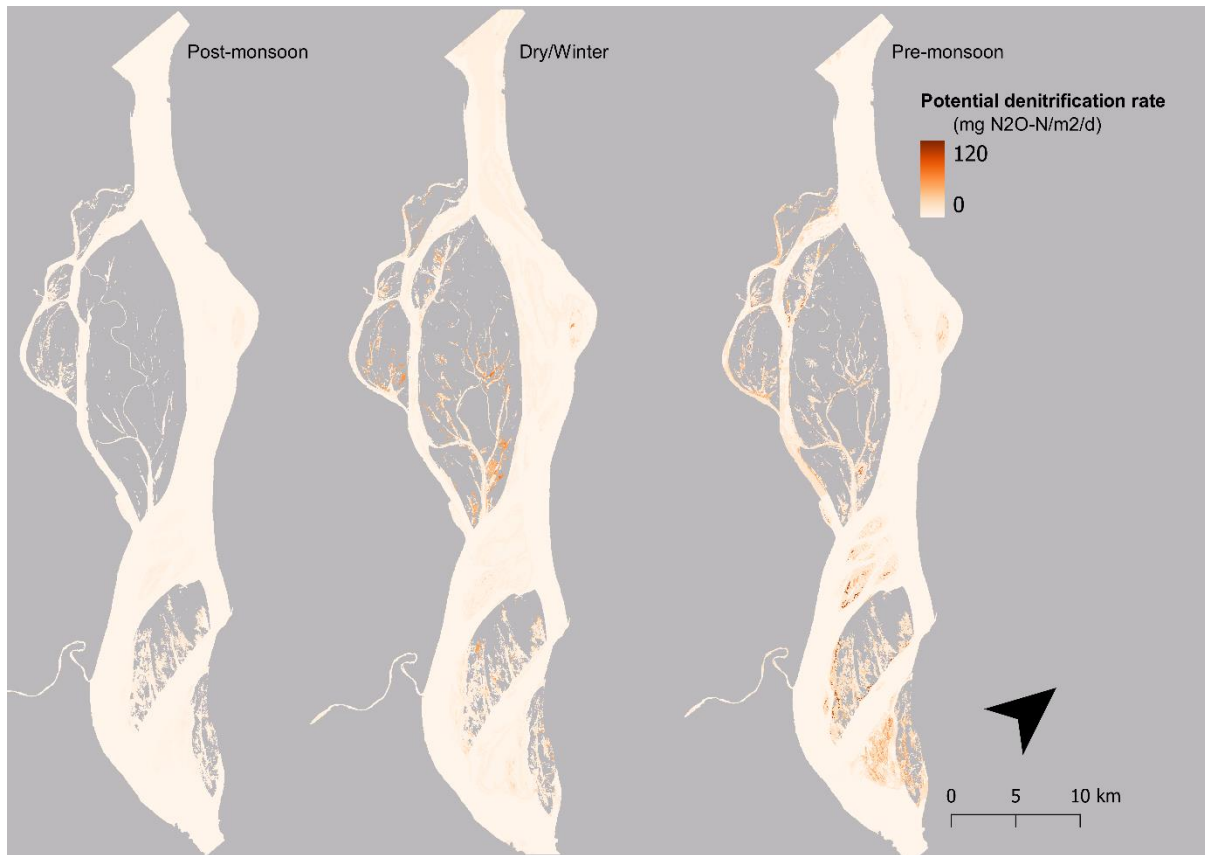 Post-monsoon
Dry/Winter
Pre-monsoon
Potential denitrification rate
(mg N2O-N/m2/d)
120
0
0 5 10 km